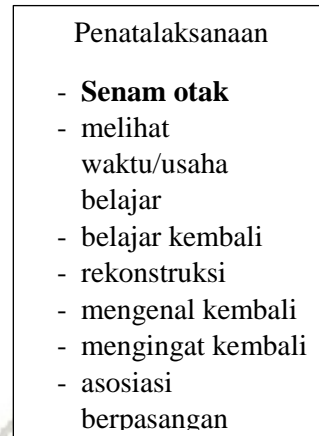 Penatalaksanaan
- Senam otak
- melihat
waktu/usaha
belajar
- belajar kembali
- rekonstruksi
- mengenal kembali
- mengingat kembali
- asosiasi
berpasangan